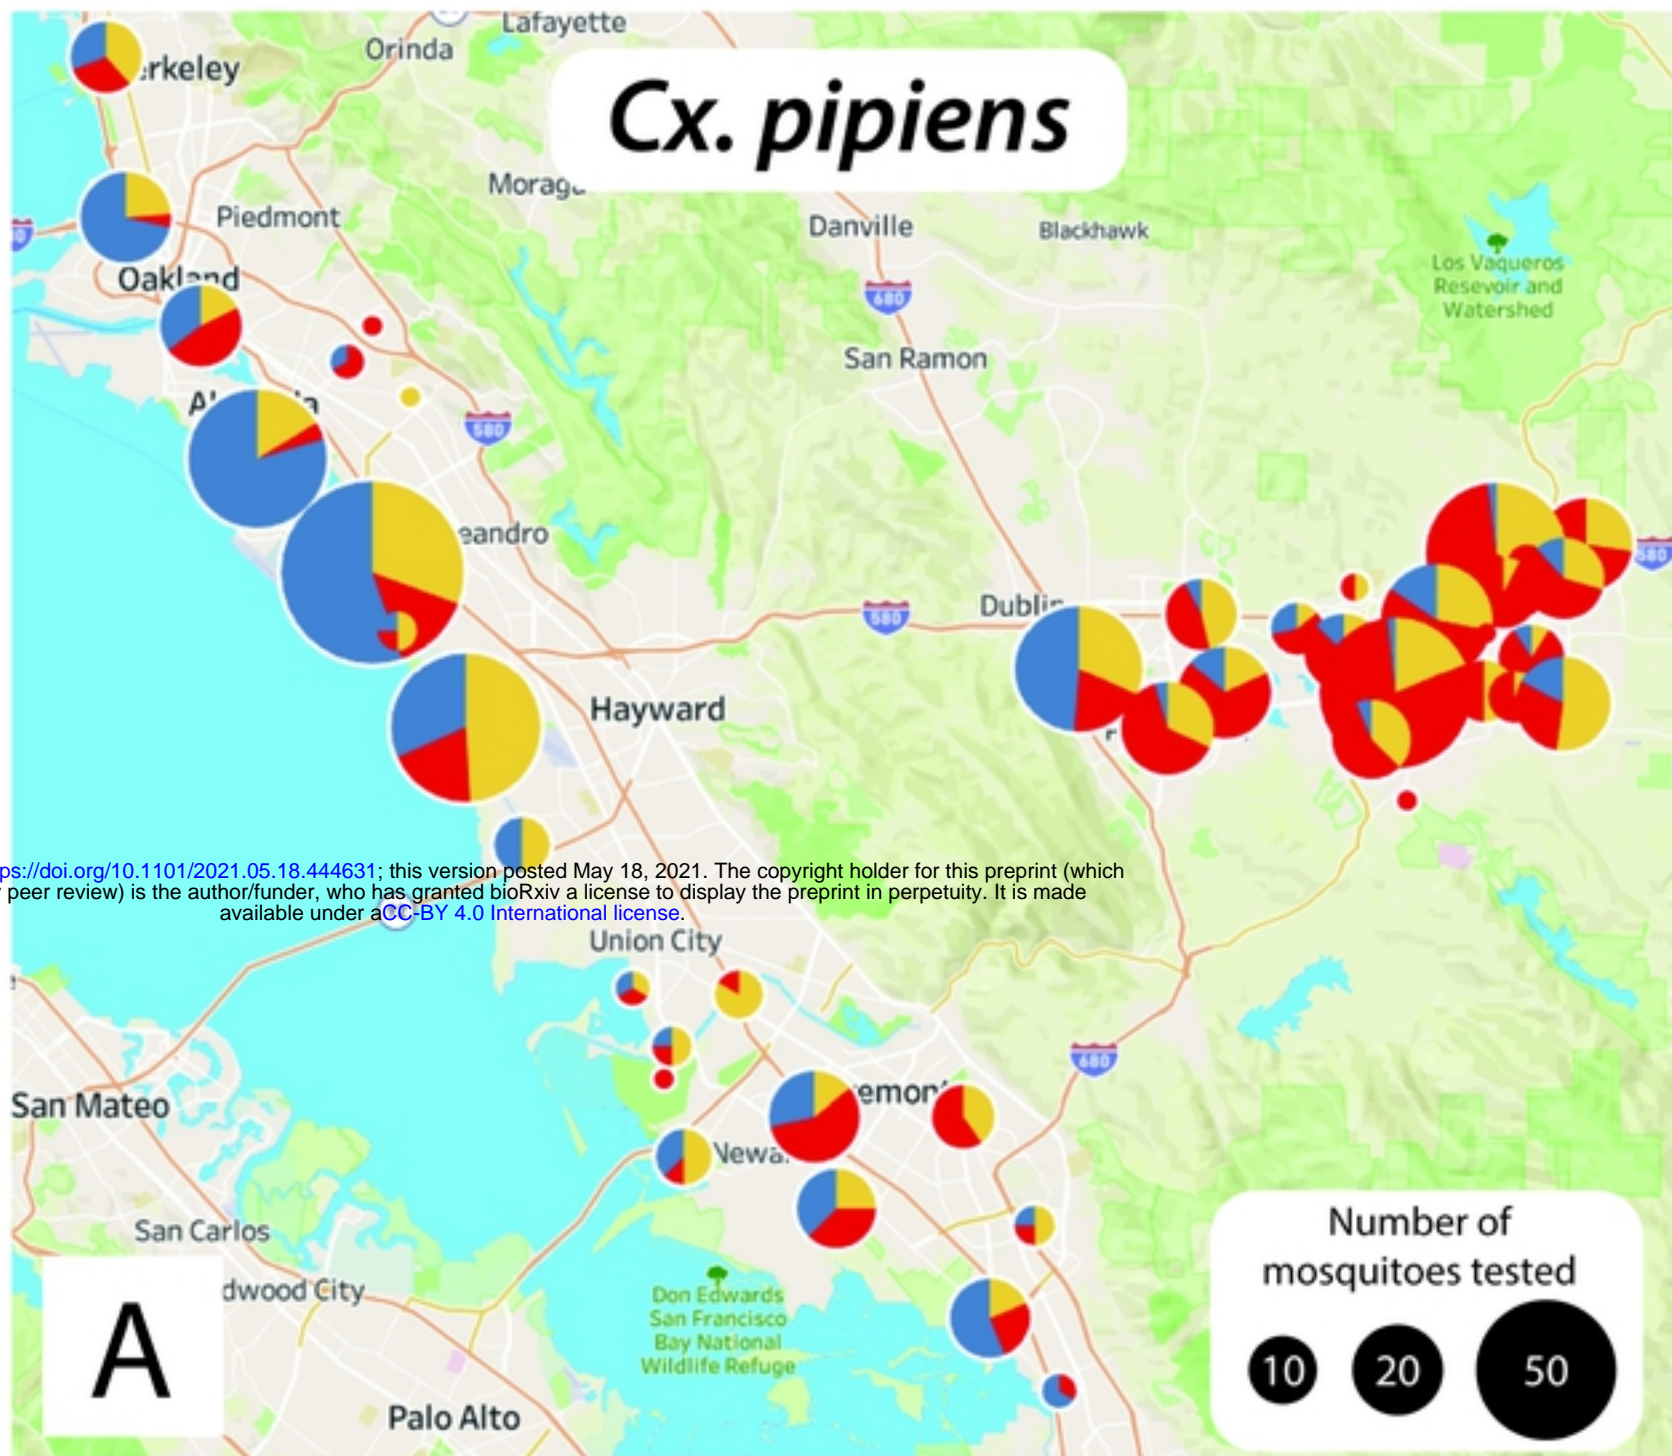 Lafayette
Orinda
erkeley
Cx. pipiens
Moraga
Piedmont
Danville
Blackhawk
Los Vaqueros
Resevoir and
Watershed
Oakland
680
San Ramon
580
eandro
580
580
Dublin
Hayward
ps://doi.org/10.1101/2021.05.18.444631; this version posted May 18, 2021. The copyright holder for this preprint (which
peer review) is the author/funder, who has granted bioRxiv a license to display the preprint in perpetuity. It is made
available under aCC-BY 4.0 International license.
Union City
680
San Mateo
emont
Newa
San Carlos
Number of
mosquitoes tested
dwood City
Don Edwards
San Francisco
Bay National
Wildlife Refuge
A
10 20 50
Palo Alto